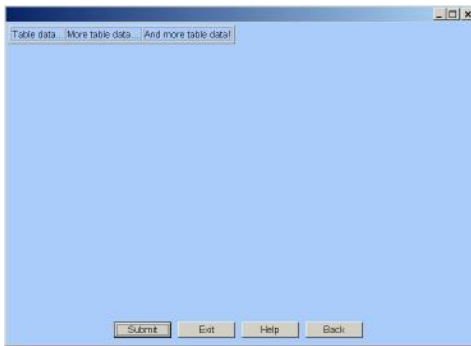 Table data... More table data... And more table data!
Submit Exit Help Back